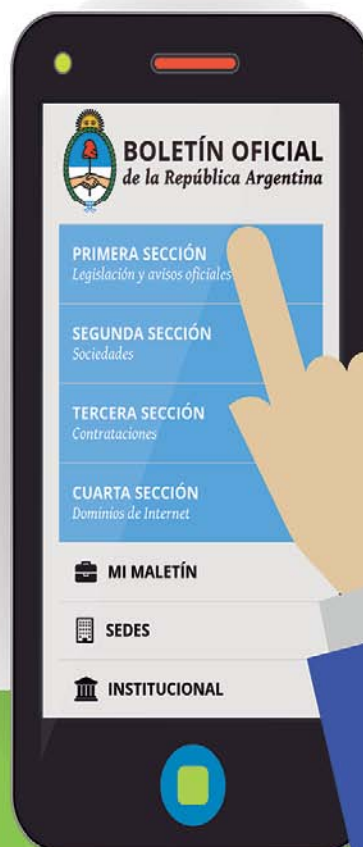 BOLETÍN OFICIAL
de la República Argentina
PRIMERA SECCIÓN
Legislación y avisos oficiales
SEGUNDA SECCIÓN
Sociedades
TERCERA SECCIÓN
Contrataciones
CUARTA SECCIÓN
Dominios de Internet
MI MALETÍN
SEDES
INSTITUCIONAL